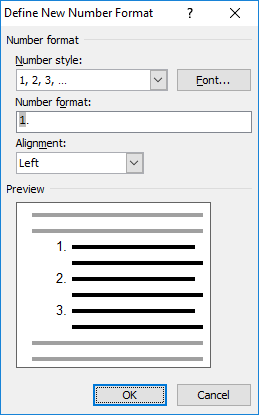 Define New Number Format
Number format
Number style:
1, 2, 3, ...
Font...
Number format:
1.
Alignment:
Left
Preview
1.
2.
3.
OK
Cancel